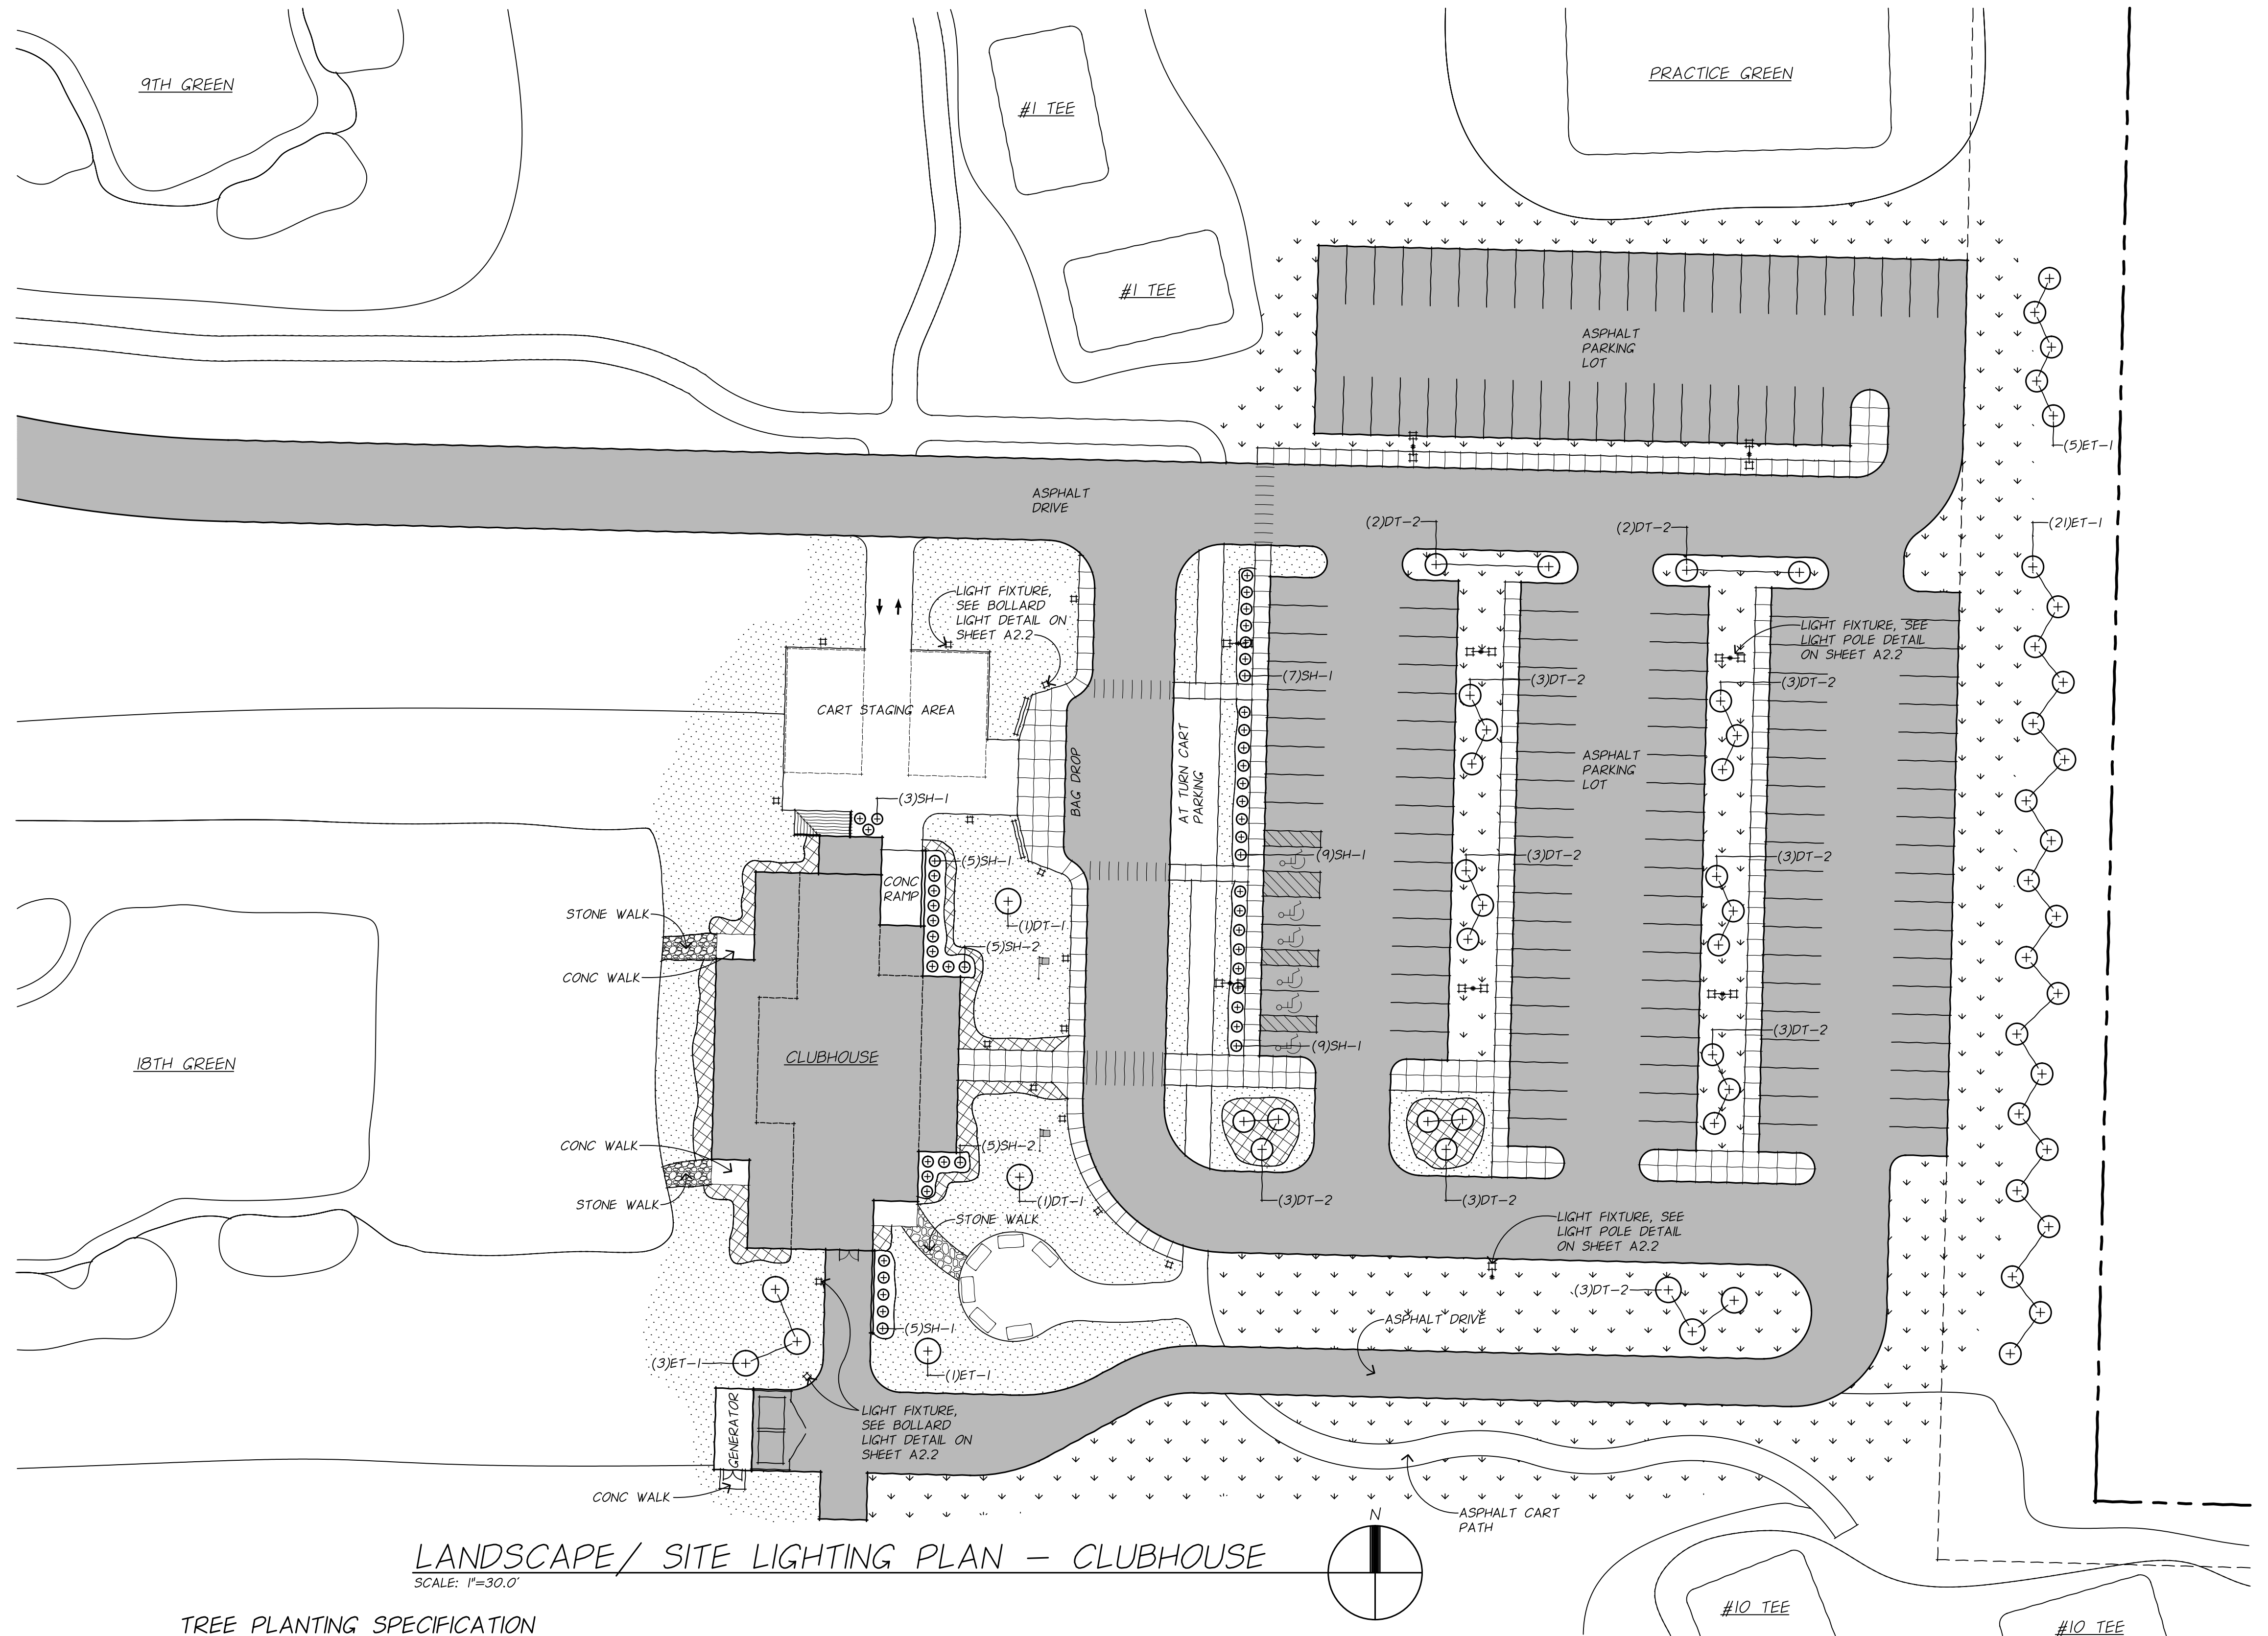 9TH GREEN
#1 TEE
PRACTICE GREEN
#1 TEE
ASPHALT
PARKING
LOT
(5)ET-1
ASPHALT
DRIVE
(2)DT-2
(2)DT-2
(21)ET-1
LIGHT FIXTURE,
SEE BOLLARD
LIGHT DETAIL ON
SHEET A2.2
LIGHT FIXTURE, SEE
LIGHT POLE DETAIL
ON SHEET A2.2
(7)SH-1
(3)DT-2
(3)DT-2
CART STAGING AREA
BAG DROP
AT TURN CART
PARKING
ASPHALT
PARKING
LOT
(3)SH-1
(5)SH-1
(9)SH-1
(3)DT-2
(3)DT-2
CONC
RAMP
STONE WALK
(1)DT-1
(5)SH-2
CONC WALK
(3)DT-2
(9)SH-1
18TH GREEN
CLUBHOUSE
CONC WALK
(5)SH-2
STONE WALK
(1)DT-1
(3)DT-2
(3)DT-2
STONE WALK
LIGHT FIXTURE, SEE
LIGHT POLE DETAIL
ON SHEET A2.2
(3)DT-2
(5)SH-1
ASPHALT DRIVE
(3)ET-1
(1)ET-1
GENERATOR
LIGHT FIXTURE,
SEE BOLLARD
LIGHT DETAIL ON
SHEET A2.2
CONC WALK
ASPHALT CART
PATH
N
LANDSCAPE/ SITE LIGHTING PLAN - CLUBHOUSE
SCALE: 1"=30.0'
#10 TEE
#10 TEE
TREE PLANTING SPECIFICATION